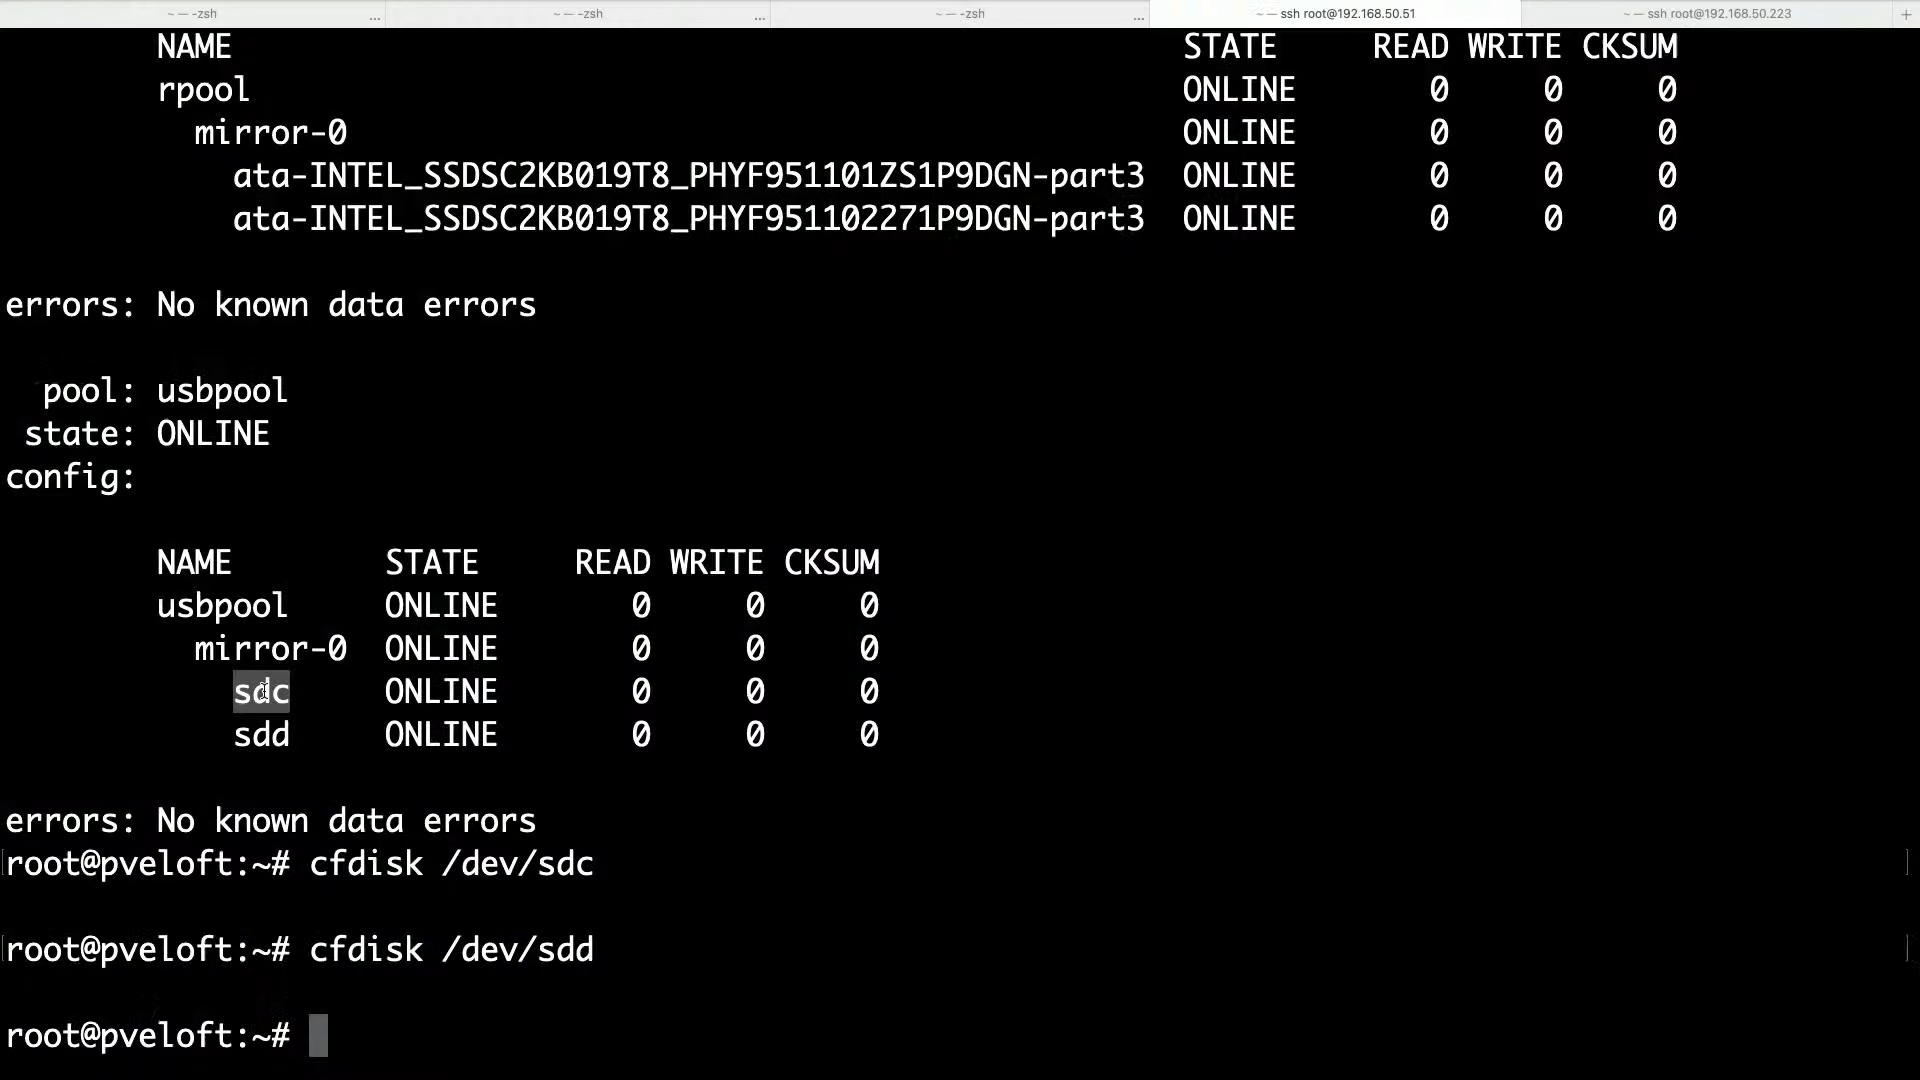 ~ — -zsh ... ~ — -zsh ... ~ — -zsh ... ~ — ssh root@192.168.50.51 ~ — ssh root@192.168.50.223 +
NAME STATE READ WRITE CKSUM
rpool ONLINE 0 0 0
mirror-0 ONLINE 0 0 0
ata-INTEL_SSDSC2KB019T8_PHYF951101ZS1P9DGN-part3 ONLINE 0 0 0
ata-INTEL_SSDSC2KB019T8_PHYF951102271P9DGN-part3 ONLINE 0 0 0
errors: No known data errors
pool: usbpool
state: ONLINE
config:
NAME STATE READ WRITE CKSUM
usbpool ONLINE 0 0 0
mirror-0 ONLINE 0 0 0
sdc ONLINE 0 0 0
sdd ONLINE 0 0 0
errors: No known data errors
[root@pveloft:~# cfdisk /dev/sdc ]
[root@pveloft:~# cfdisk /dev/sdd ]
root@pveloft:~#